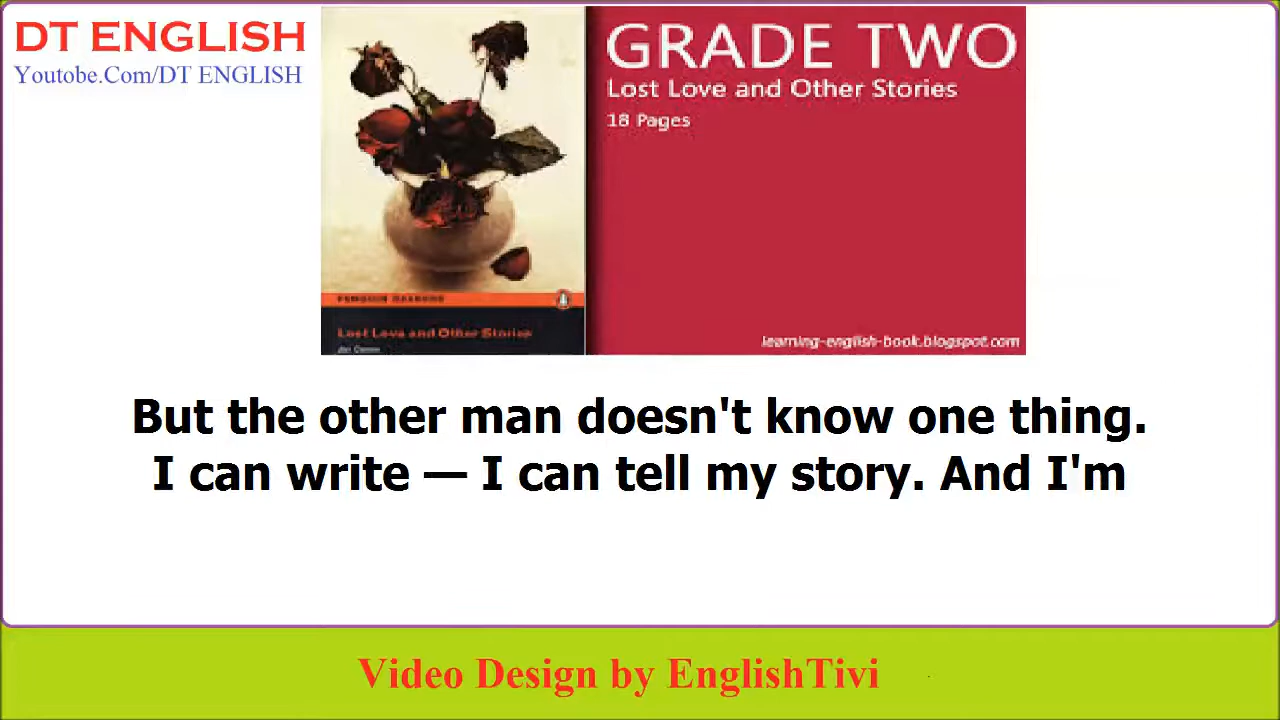 DT ENGLISH
Youtobe.Com/DT ENGLISH
GRADE TWO
Lost Love and Other Stories
18 Pages
PENGUIN READERS
Lost Love and Other Stories
learning-english-book.blogspot.com
But the other man doesn't know one thing.
I can write — I can tell my story. And I'm
Video Design by EnglishTivi